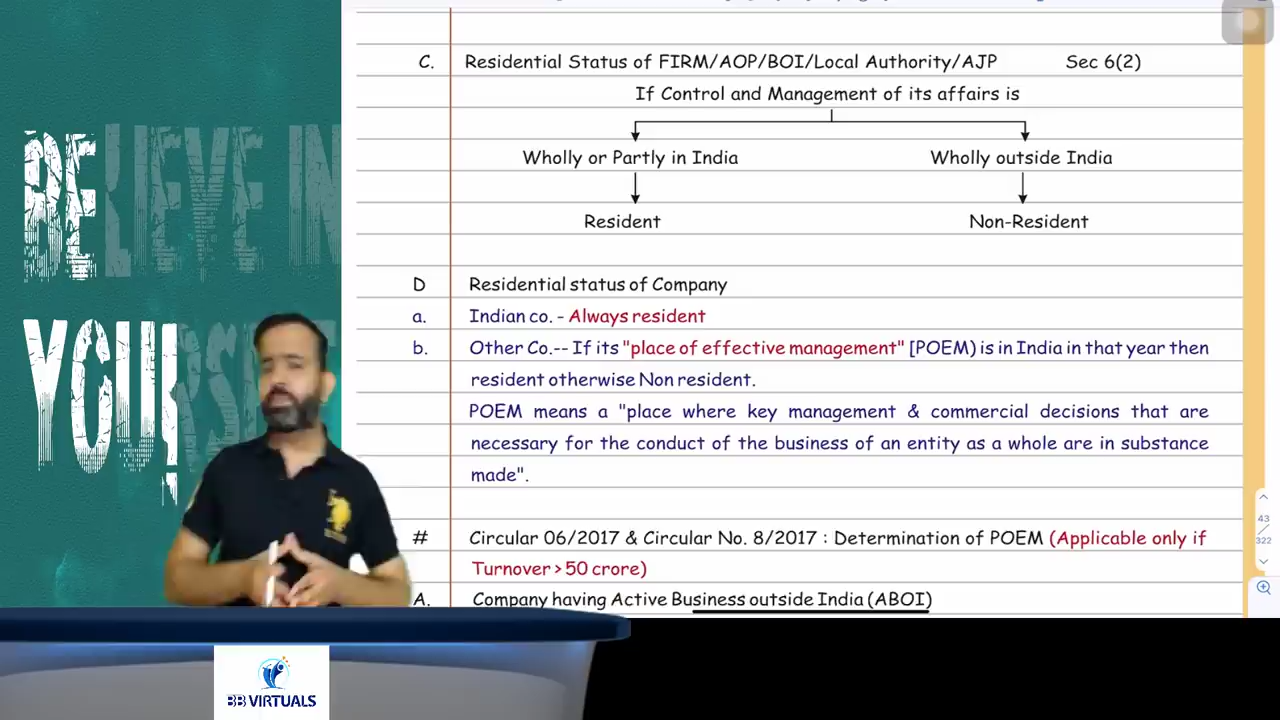 BELIEVE IN
YOURSELF!
C. Residential Status of FIRM/AOP/BOI/Local Authority/AJP Sec 6(2)
If Control and Management of its affairs is
Wholly or Partly in India Wholly outside India
Resident Non-Resident
D Residential status of Company
a. Indian co. - Always resident
b. Other Co.-- If its "place of effective management" [POEM) is in India in that year then
resident otherwise Non resident.
POEM means a "place where key management & commercial decisions that are
necessary for the conduct of the business of an entity as a whole are in substance
made".
# Circular 06/2017 & Circular No. 8/2017 : Determination of POEM (Applicable only if
Turnover > 50 crore)
A. Company having Active Business outside India (ABOI)
43
/
322
BB VIRTUALS